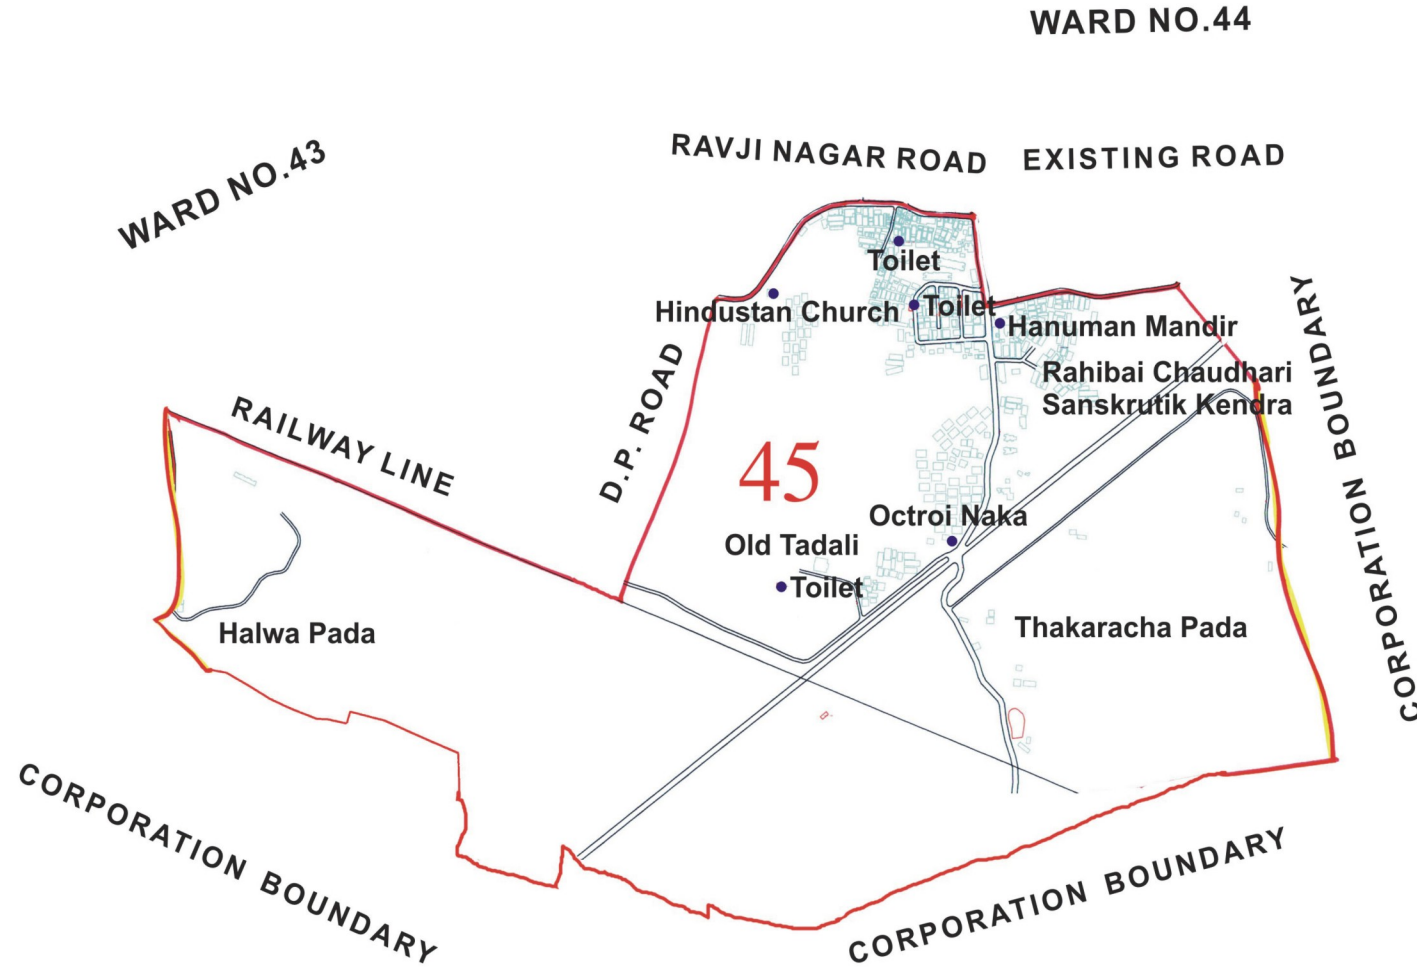 WARD NO.44
WARD NO.43
RAVJI NAGAR ROAD
EXISTING ROAD
Toilet
Hindustan Church
Toilet
Hanuman Mandir
Rahibai Chaudhari
Sanskrutik Kendra
CORPORATION BOUNDARY
D.P. ROAD
RAILWAY LINE
45
Octroi Naka
Old Tadali
Toilet
Halwa Pada
Thakaracha Pada
CORPORATION BOUNDARY
CORPORATION BOUNDARY